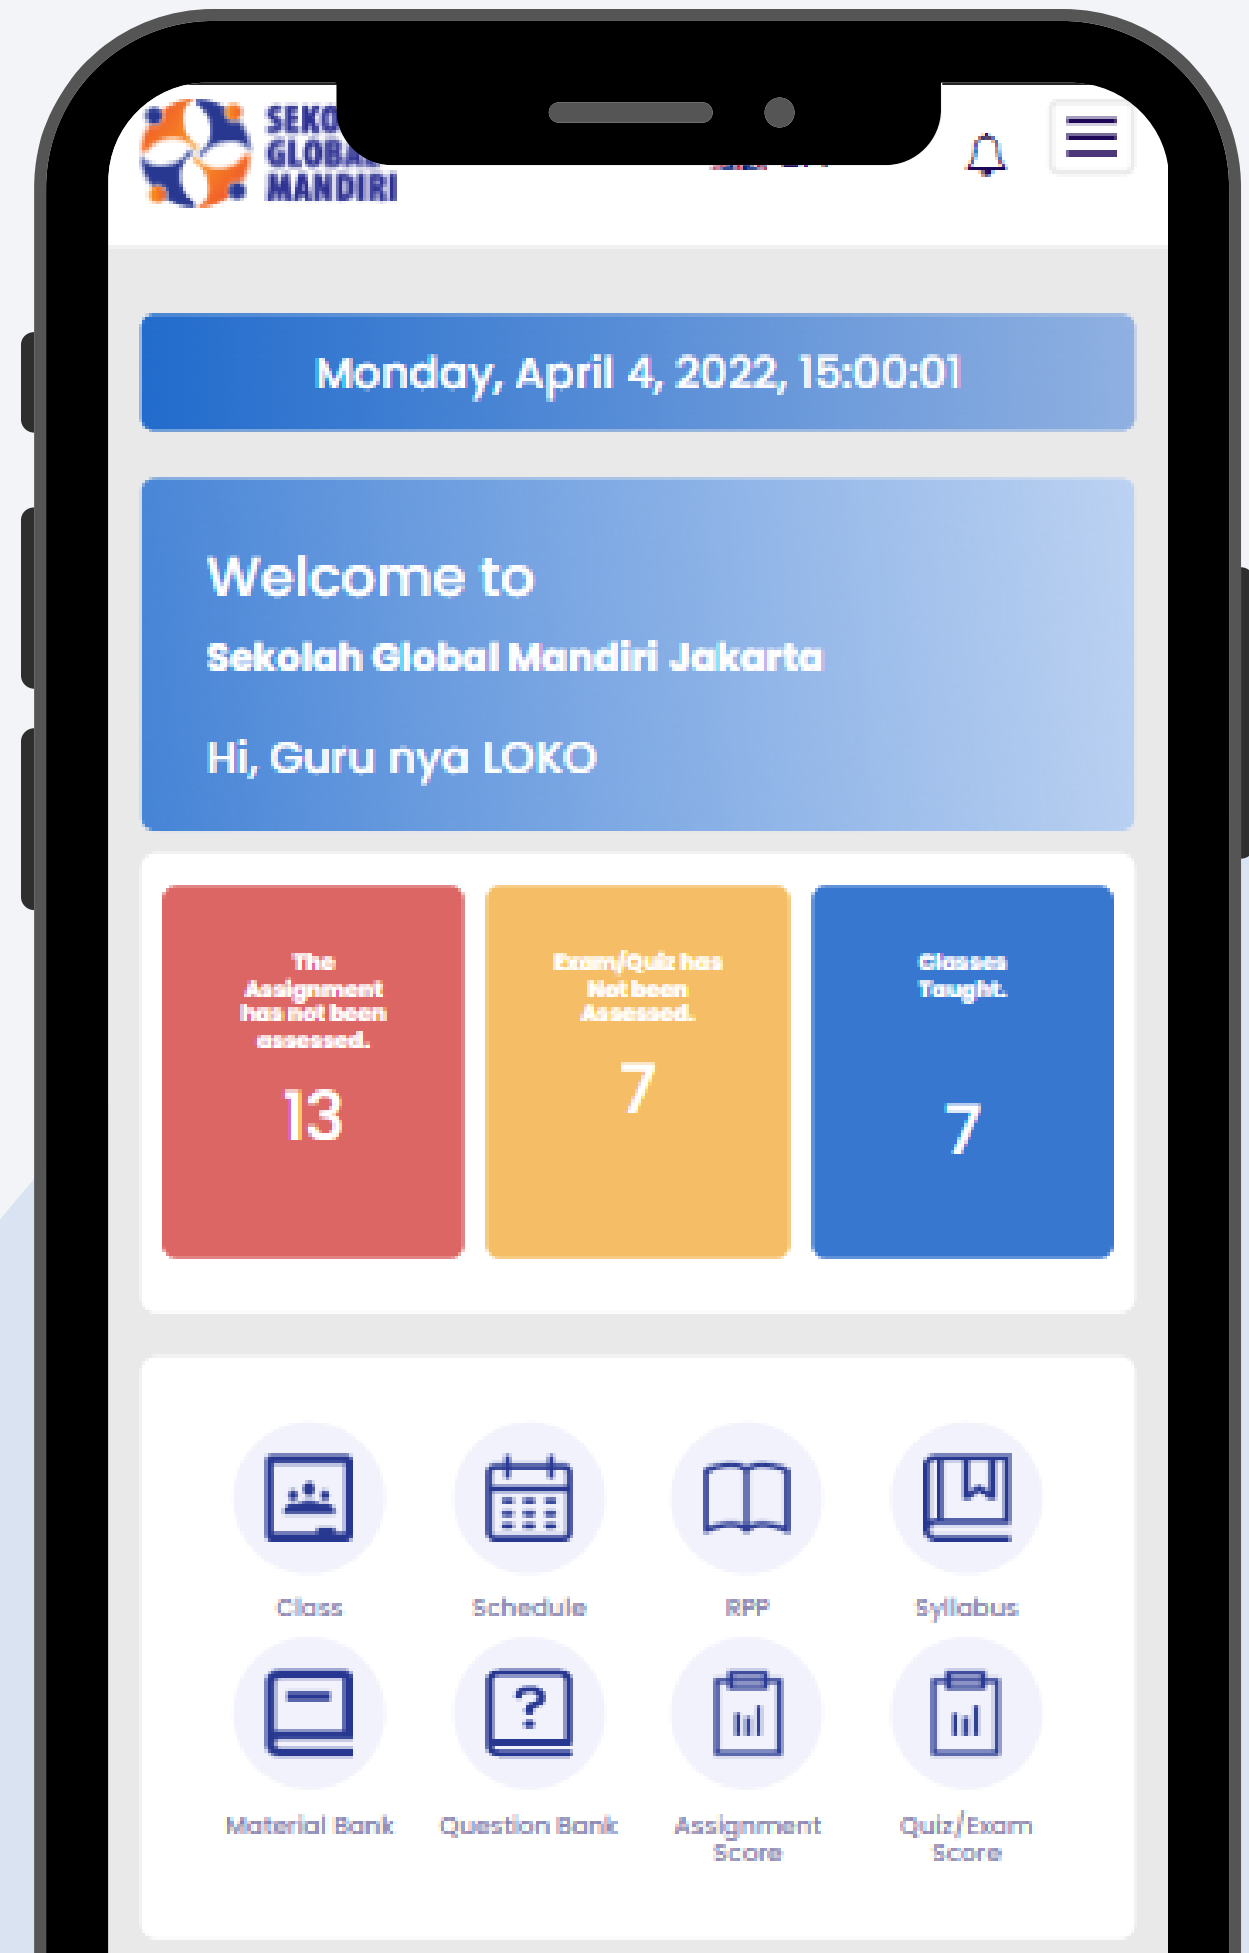 GLOBAL
MANDIRI
Monday, April 4, 2022, 15:00:01
Welcome to
Sekolah Global Mandiri Jakarta
Hi, Guru nya LOKO
The
Assignment
has not been
assessed.
13
Exam/Quiz has
Not been
Assessed.
7
Classes
Taught.
7
Class
Schedule
RPP
Syllabus
Material Bank
Question Bank
Assignment
Score
Quiz/Exam
Score